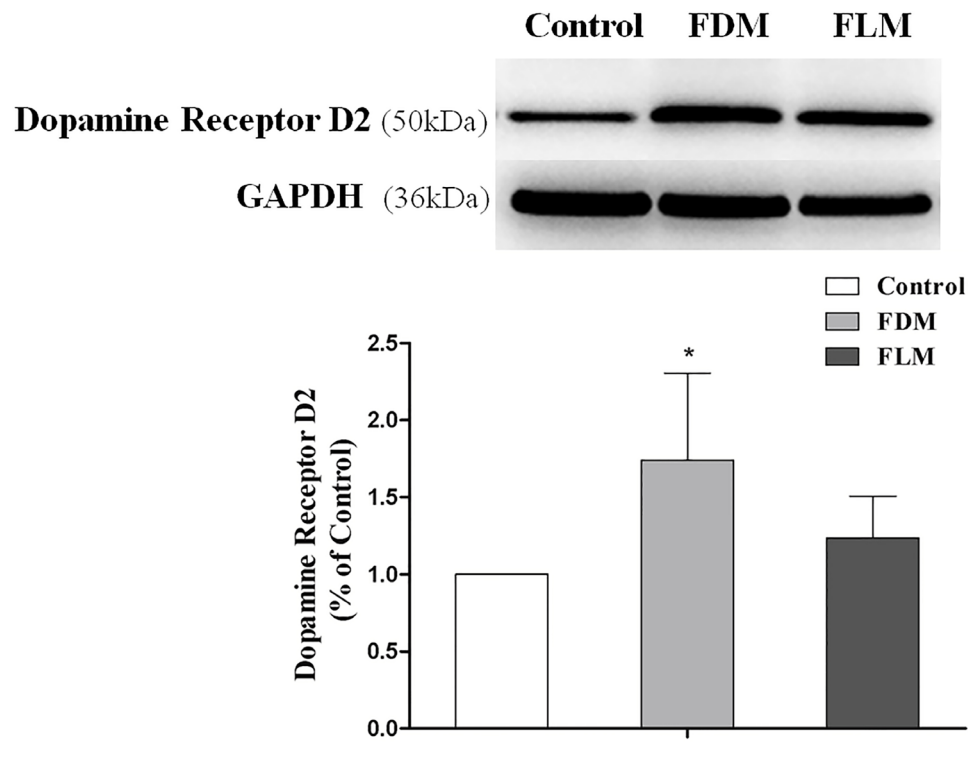 Control FDM FLM
Dopamine Receptor D2 (50kDa)
GAPDH (36kDa)
Control
FDM
FLM
Dopamine Receptor D2
(% of Control)
2.5
2.0
1.5
1.0
0.5
0.0
*